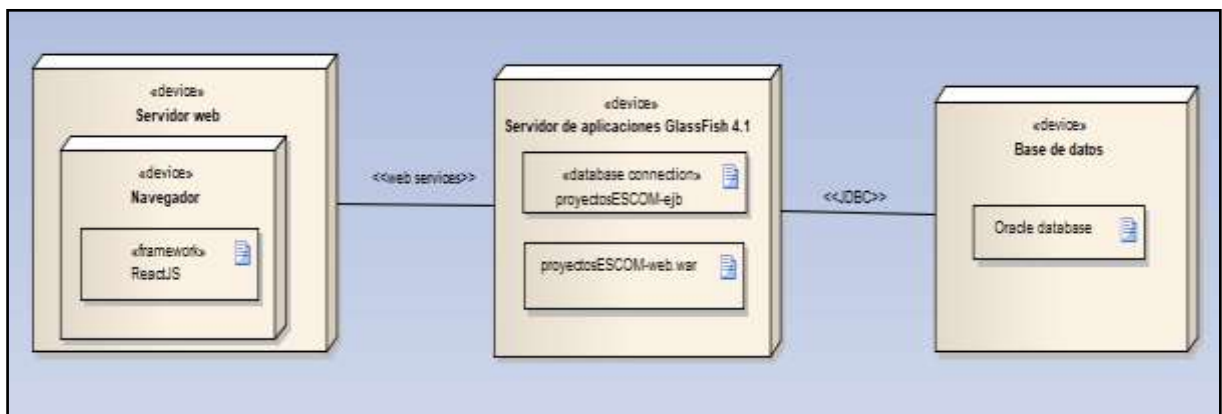 «device»
Servidor web
«device»
Navegador
«framework»
ReactJS
<<web services>>
«device»
Servidor de aplicaciones GlassFish 4.1
«database connection»
proyectosESCOM-ejb
proyectosESCOM-web.war
<<JDBC>>
«device»
Base de datos
Oracle database